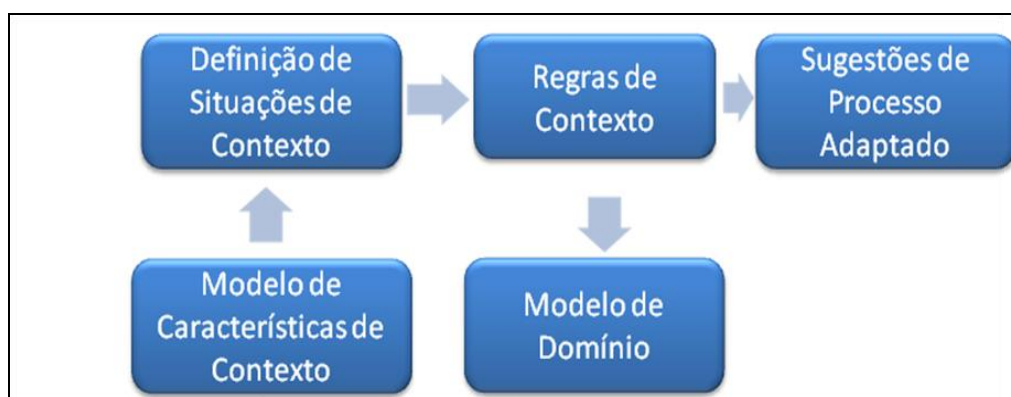 Definição de
Situações de
Contexto
Regras de
Contexto
Sugestões de
Processo
Adaptado
Modelo de
Características de
Contexto
Modelo de
Domínio